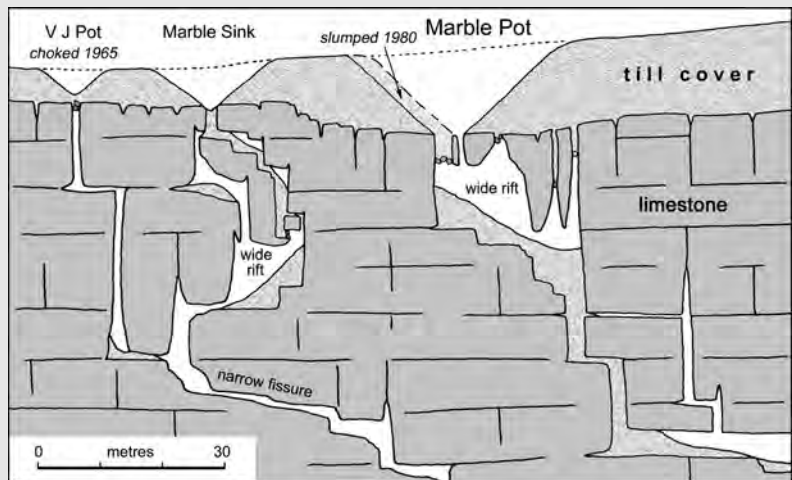 V J Pot
choked 1965
Marble Sink
slumped 1980
Marble Pot
till cover
wide rift
limestone
wide
rift
narrow fissure
0 metres 30